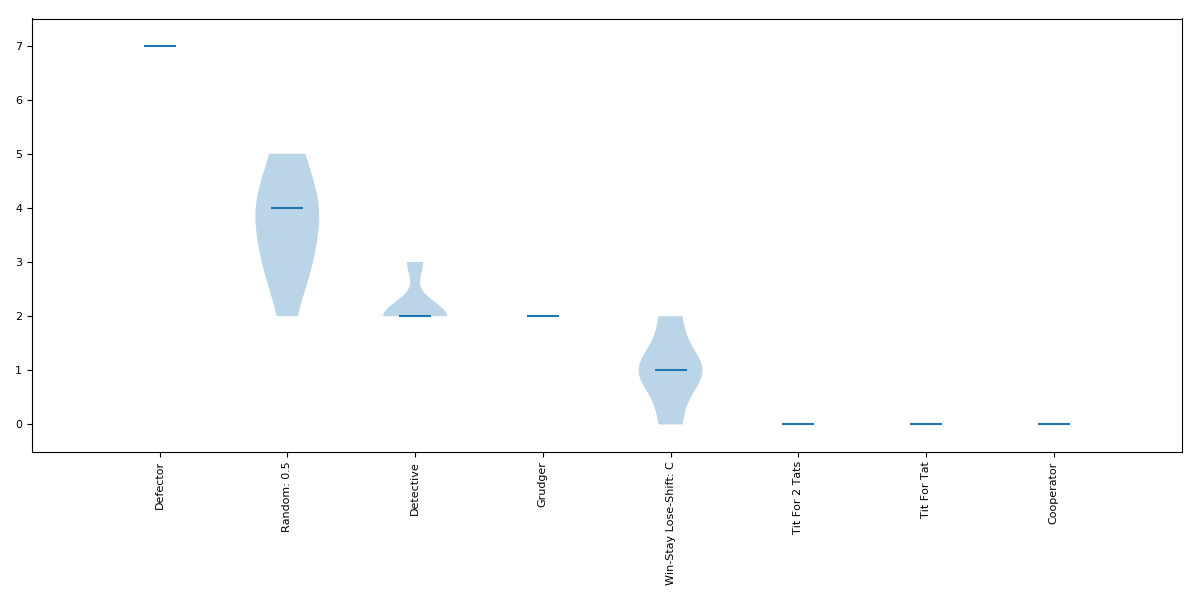 7
6
5
4
3
2
1
0
Defector
Random: 0.5
Detective
Grudger
Win-Stay Lose-Shift: C
Tit For 2 Tats
Tit For Tat
Cooperator